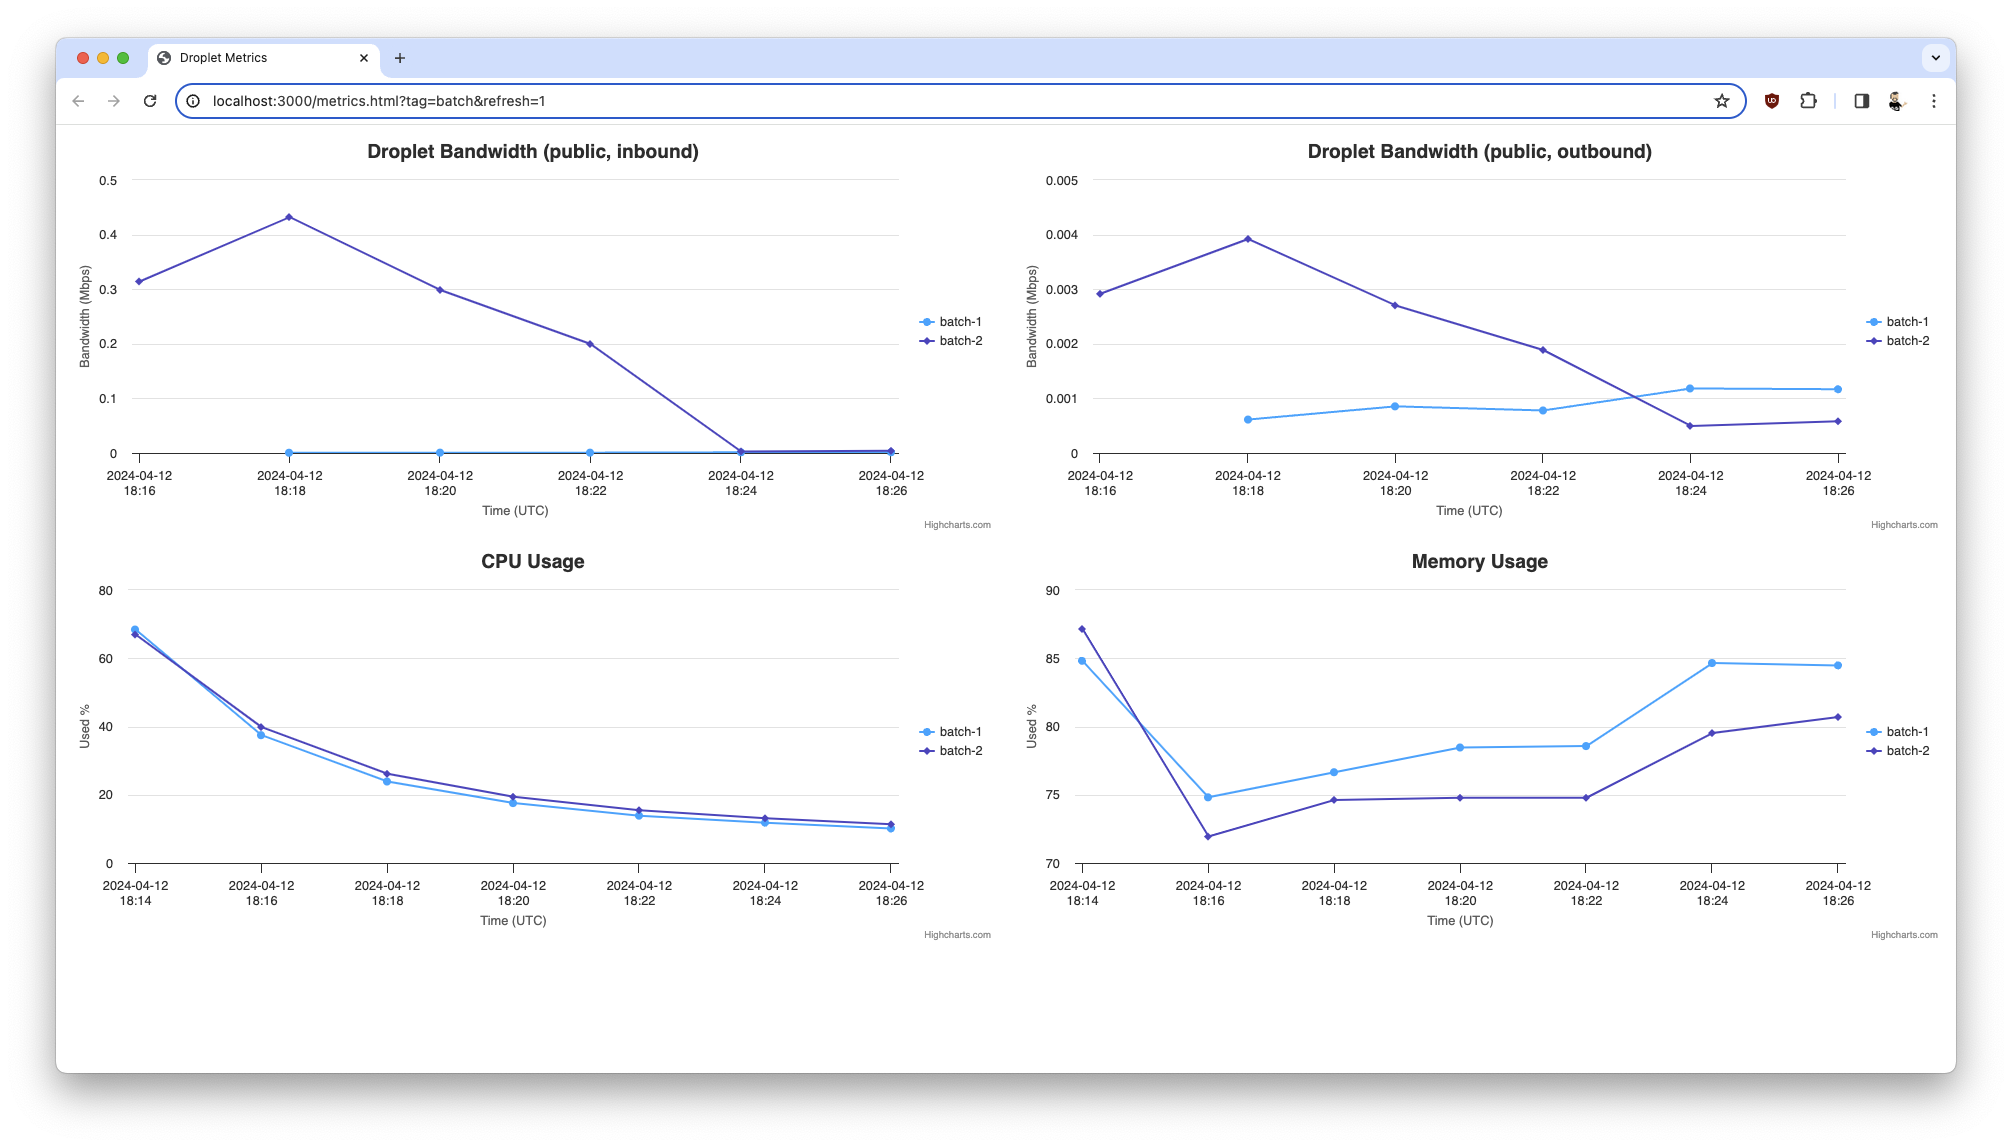 Droplet Metrics
localhost:3000/metrics.html?tag=batch&refresh=1
Droplet Bandwidth (public, inbound)
0.5
0.4
0.3
0.2
0.1
0
Bandwidth (Mbps)
2024-04-12 2024-04-12 2024-04-12 2024-04-12 2024-04-12 2024-04-12
18:16 18:18 18:20 18:22 18:24 18:26
Time (UTC)
batch-1
batch-2
Highcharts.com
Droplet Bandwidth (public, outbound)
0.005
0.004
0.003
0.002
0.001
0
Bandwidth (Mbps)
2024-04-12 2024-04-12 2024-04-12 2024-04-12 2024-04-12 2024-04-12
18:16 18:18 18:20 18:22 18:24 18:26
Time (UTC)
batch-1
batch-2
Highcharts.com
CPU Usage
80
60
40
20
0
Used %
2024-04-12 2024-04-12 2024-04-12 2024-04-12 2024-04-12 2024-04-12 2024-04-12
18:14 18:16 18:18 18:20 18:22 18:24 18:26
Time (UTC)
batch-1
batch-2
Highcharts.com
Memory Usage
90
85
80
75
70
Used %
2024-04-12 2024-04-12 2024-04-12 2024-04-12 2024-04-12 2024-04-12 2024-04-12
18:14 18:16 18:18 18:20 18:22 18:24 18:26
Time (UTC)
batch-1
batch-2
Highcharts.com